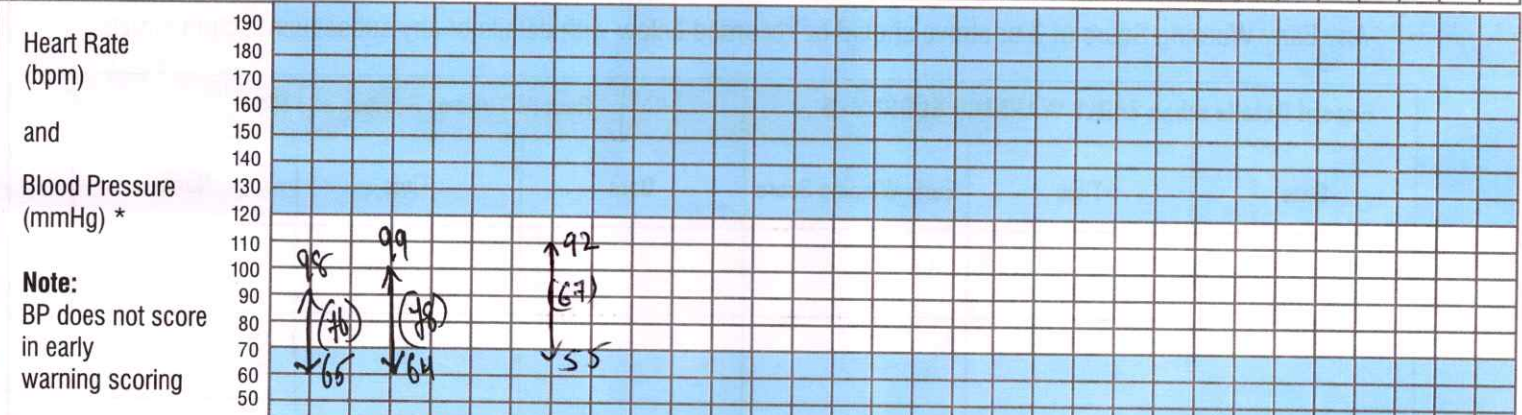 190
Heart Rate 180
(bpm) 170
160
and 150
140
Blood Pressure 130
(mmHg) * 120
110 99 92
98
Note: 100
BP does not score 90 (67)
in early 80 (78)
70
warning scoring 60 65 64 55
50